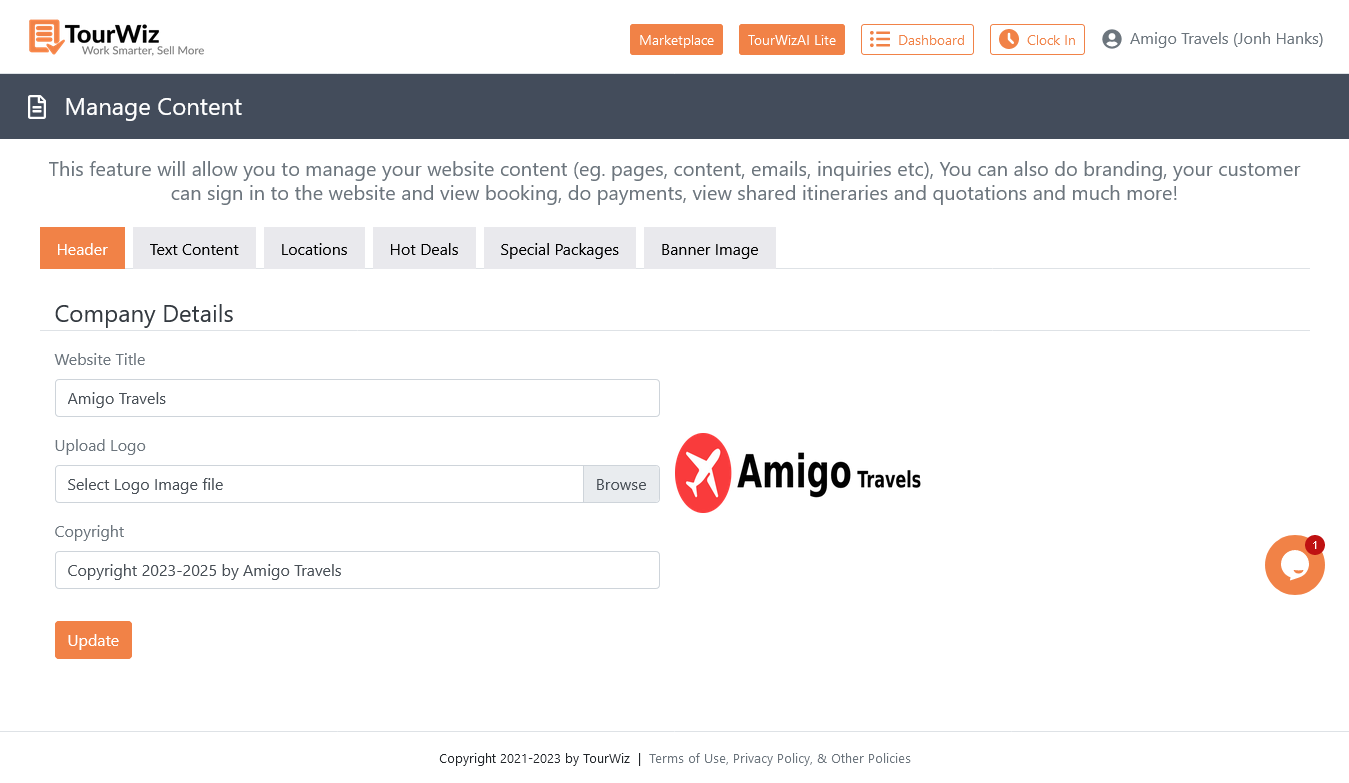 TourWiz
Work Smarter, Sell More
Marketplace
TourWizAI Lite
Dashboard
Clock In
Amigo Travels (Jonh Hanks)
Manage Content
This feature will allow you to manage your website content (eg. pages, content, emails, inquiries etc), You can also do branding, your customer
can sign in to the website and view booking, do payments, view shared itineraries and quotations and much more!
Header
Text Content
Locations
Hot Deals
Special Packages
Banner Image
Company Details
Website Title
Amigo Travels
Upload Logo
Select Logo Image file
Browse
Amigo Travels
Copyright
Copyright 2023-2025 by Amigo Travels
1
Update
Copyright 2021-2023 by TourWiz | Terms of Use, Privacy Policy, & Other Policies